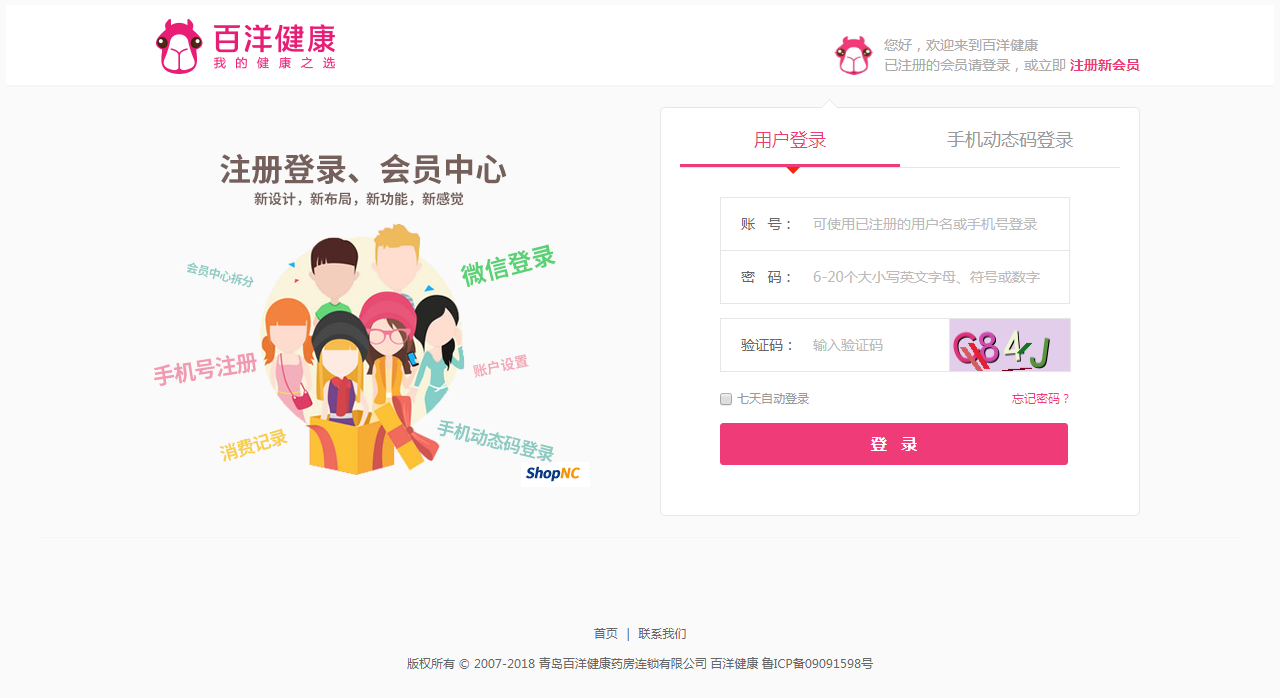 百洋健康
我的健康之选
您好，欢迎来到百洋健康
已注册的会员请登录，或立即 注册新会员
注册登录、会员中心
新设计，新布局，新功能，新感觉
会员中心拆分
微信登录
手机号注册
账户设置
消费记录
手机动态码登录
ShopNC
用户登录
手机动态码登录
账 号： 可使用已注册的用户名或手机号登录
密 码： 6-20个大小写英文字母、符号或数字
验证码： 输入验证码 G84J
七天自动登录 忘记密码？
登 录
首页 | 联系我们
版权所有 © 2007-2018 青岛百洋健康药房连锁有限公司 百洋健康 鲁ICP备09091598号